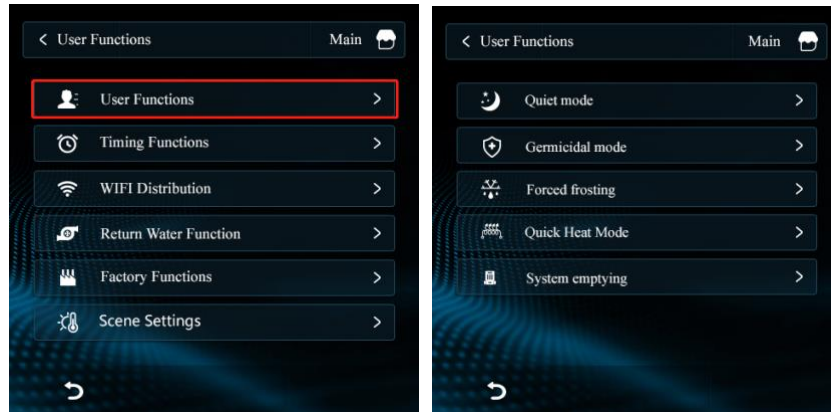 User Functions
Main
User Functions
Timing Functions
WIFI Distribution
Return Water Function
Factory Functions
Scene Settings
User Functions
Main
Quiet mode
Germicidal mode
Forced frosting
Quick Heat Mode
System emptying